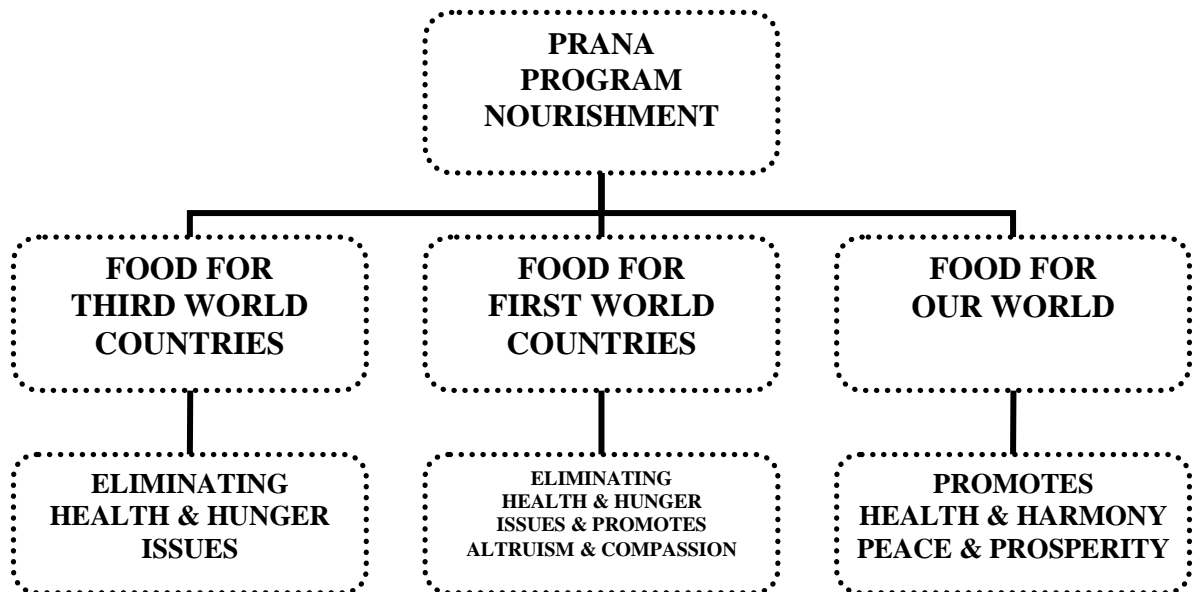 PRANA
PROGRAM
NOURISHMENT
FOOD FOR
THIRD WORLD
COUNTRIES
FOOD FOR
FIRST WORLD
COUNTRIES
FOOD FOR
OUR WORLD
ELIMINATING
HEALTH & HUNGER
ISSUES
ELIMINATING
HEALTH & HUNGER
ISSUES & PROMOTES
ALTRUISM & COMPASSION
PROMOTES
HEALTH & HARMONY
PEACE & PROSPERITY